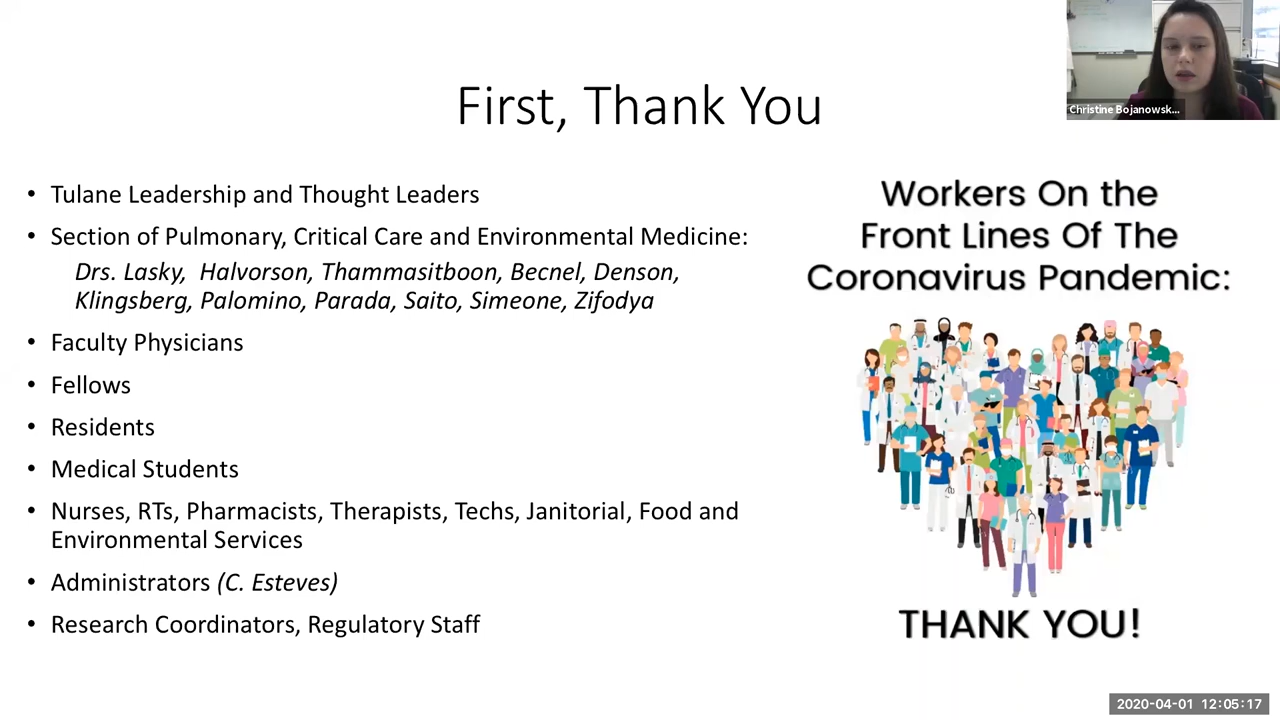 First, Thank You
Christine Bojanowsk...
• Tulane Leadership and Thought Leaders
• Section of Pulmonary, Critical Care and Environmental Medicine:
Drs. Lasky, Halvorson, Thammasitboon, Becnel, Denson,
Klingsberg, Palomino, Parada, Saito, Simeone, Zifodya
• Faculty Physicians
• Fellows
• Residents
• Medical Students
• Nurses, RTs, Pharmacists, Therapists, Techs, Janitorial, Food and
Environmental Services
• Administrators (C. Esteves)
• Research Coordinators, Regulatory Staff
Workers On the
Front Lines Of The
Coronavirus Pandemic:
THANK YOU!
2020-04-01 12:05:17